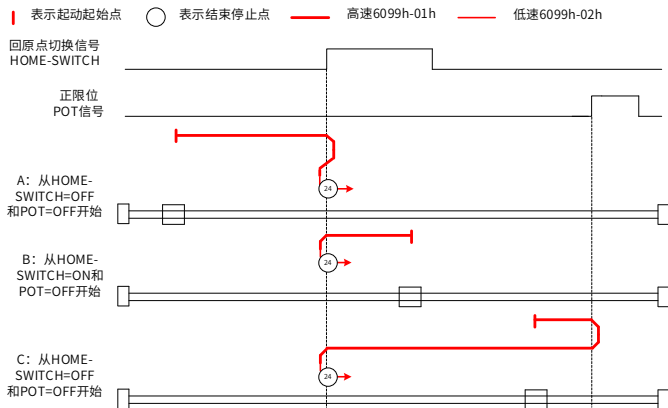 表示起动起始点
表示结束停止点
高速6099h-01h
低速6099h-02h
回原点切换信号
HOME-SWITCH
正限位
POT信号
24
A：从HOME-
SWITCH=OFF
和POT=OFF开始
24
B：从HOME-
SWITCH=ON和
POT=OFF开始
24
C：从HOME-
SWITCH=OFF
和POT=OFF开始